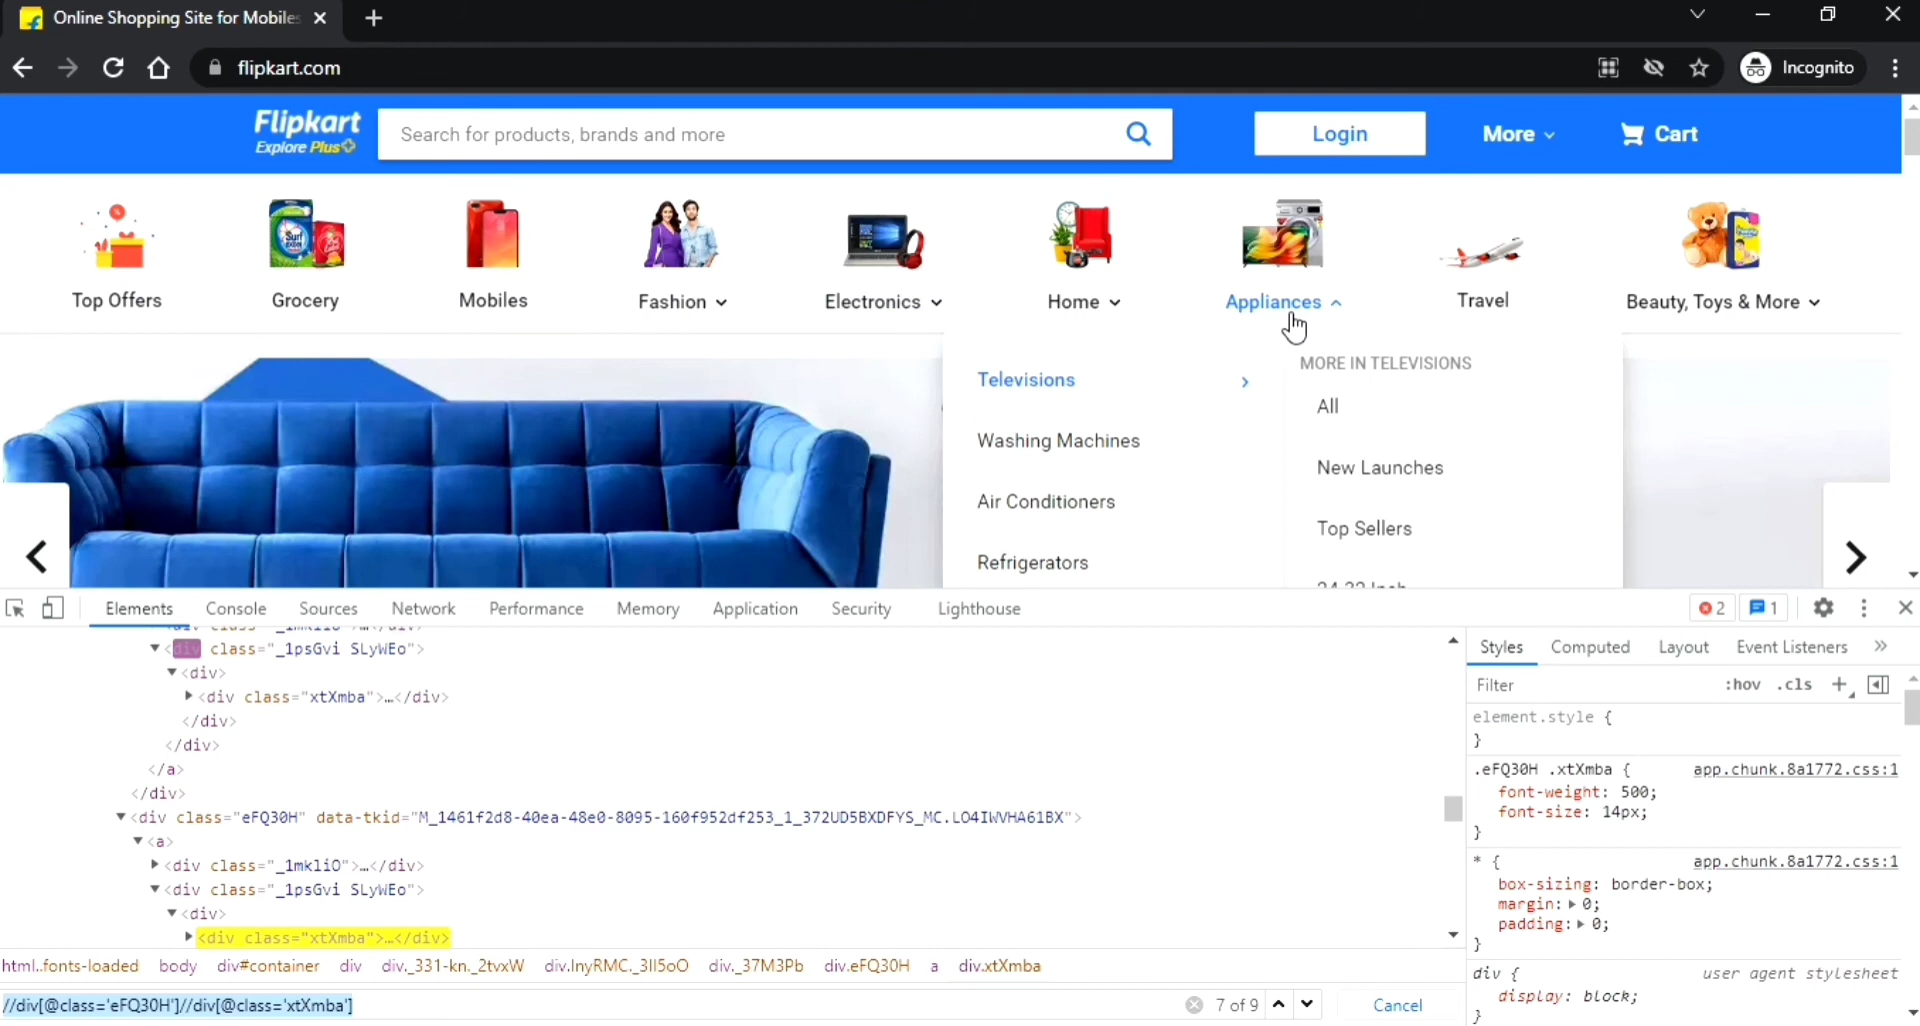 Online Shopping Site for Mobiles
flipkart.com
Incognito
Flipkart
Explore Plus
Search for products, brands and more
Login
More
Cart
Top Offers
Grocery
Mobiles
Fashion
Electronics
Home
Appliances
Travel
Beauty, Toys & More
Televisions
MORE IN TELEVISIONS
All
Washing Machines
New Launches
Air Conditioners
Top Sellers
Refrigerators
Elements Console Sources Network Performance Memory Application Security Lighthouse
2 1
<div class="_1psGvi SLyWEo">
<div>
<div class="xtXmba">…</div>
</div>
</div>
</a>
</div>
<div class="eFQ30H" data-tkid="M_1461f2d8-40ea-48e0-8095-160f952df253_1_372UD5BXDFYS_MC.LO4IWVHA61BX">
<a>
<div class="_1mkliO">…</div>
<div class="_1psGvi SLyWEo">
<div>
<div class="xtXmba">…</div>
html..fonts-loaded body div#container div div._331-kn._2tvxW div.InyRMC._3Il5oO div._37M3Pb div.eFQ30H a div.xtXmba
//div[@class='eFQ30H']//div[@class='xtXmba']
7 of 9
Cancel
Styles Computed Layout Event Listeners »
Filter :hov .cls +
element.style {
}
.eFQ30H .xtXmba { app.chunk.8a1772.css:1
font-weight: 500;
font-size: 14px;
}
* { app.chunk.8a1772.css:1
box-sizing: border-box;
margin: 0;
padding: 0;
}
div { user agent stylesheet
display: block;
}